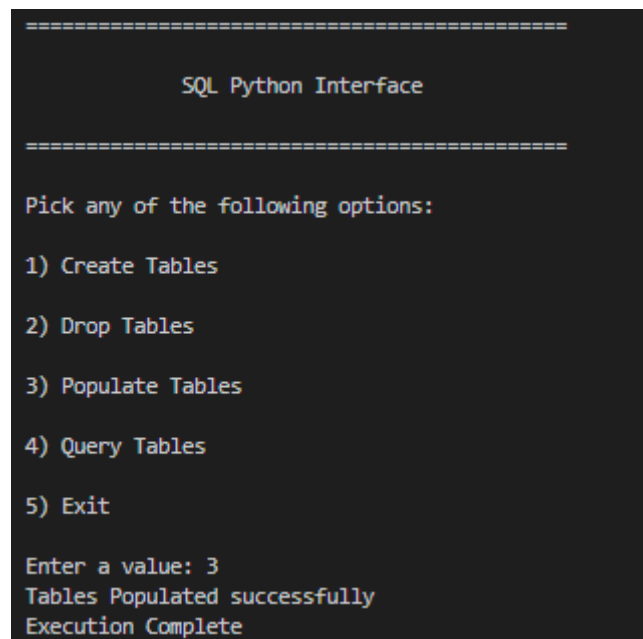 =============================================
SQL Python Interface
=============================================
Pick any of the following options:
1) Create Tables
2) Drop Tables
3) Populate Tables
4) Query Tables
5) Exit
Enter a value: 3
Tables Populated successfully
Execution Complete